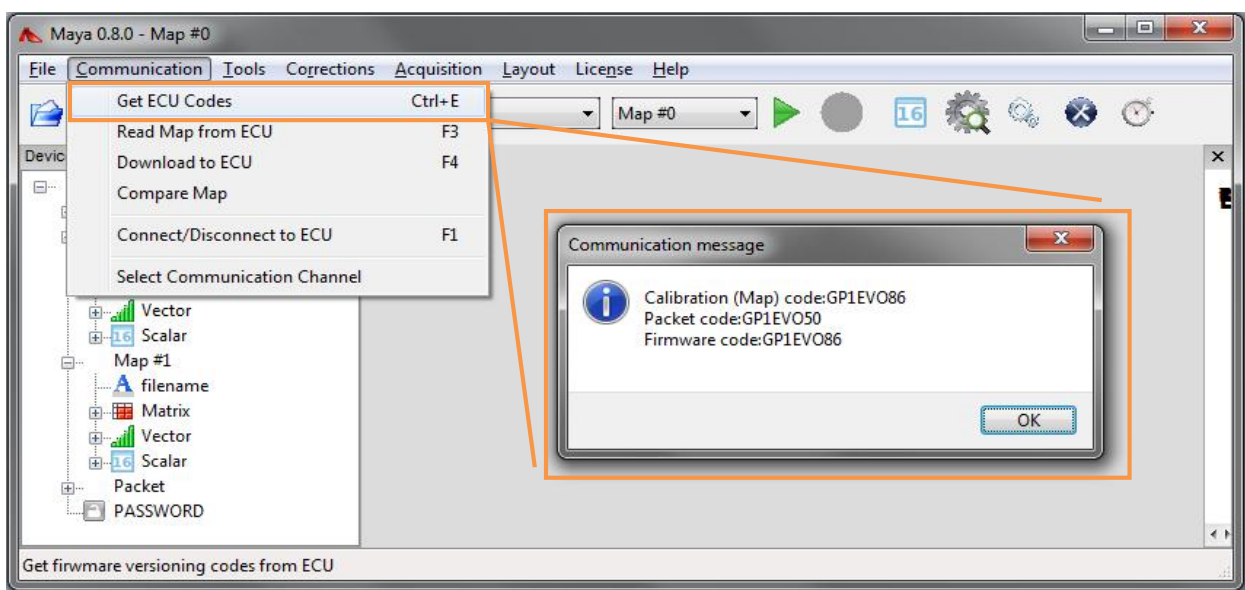 Maya 0.8.0 - Map #0
File Communication Tools Corrections Acquisition Layout License Help
Get ECU Codes Ctrl+E
Map #0
16
Read Map from ECU F3
Download to ECU F4
Compare Map
Connect/Disconnect to ECU F1
Select Communication Channel
Communication message
Calibration (Map) code:GP1EVO86
Packet code:GP1EVO50
Firmware code:GP1EVO86
OK
Vector
16 Scalar
Map #1
A filename
Matrix
Vector
16 Scalar
Packet
PASSWORD
Get firwmare versioning codes from ECU